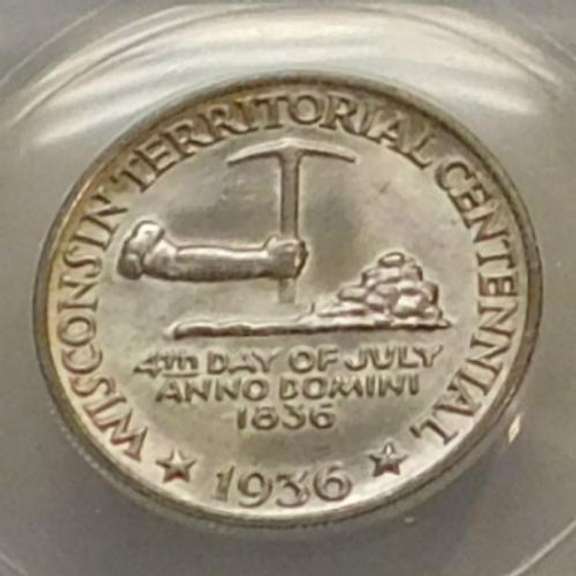 WISCONSIN TERRITORIAL CENTENNIAL
4th DAY OF JULY
ANNO DOMINI
1836
★ 1936 ★